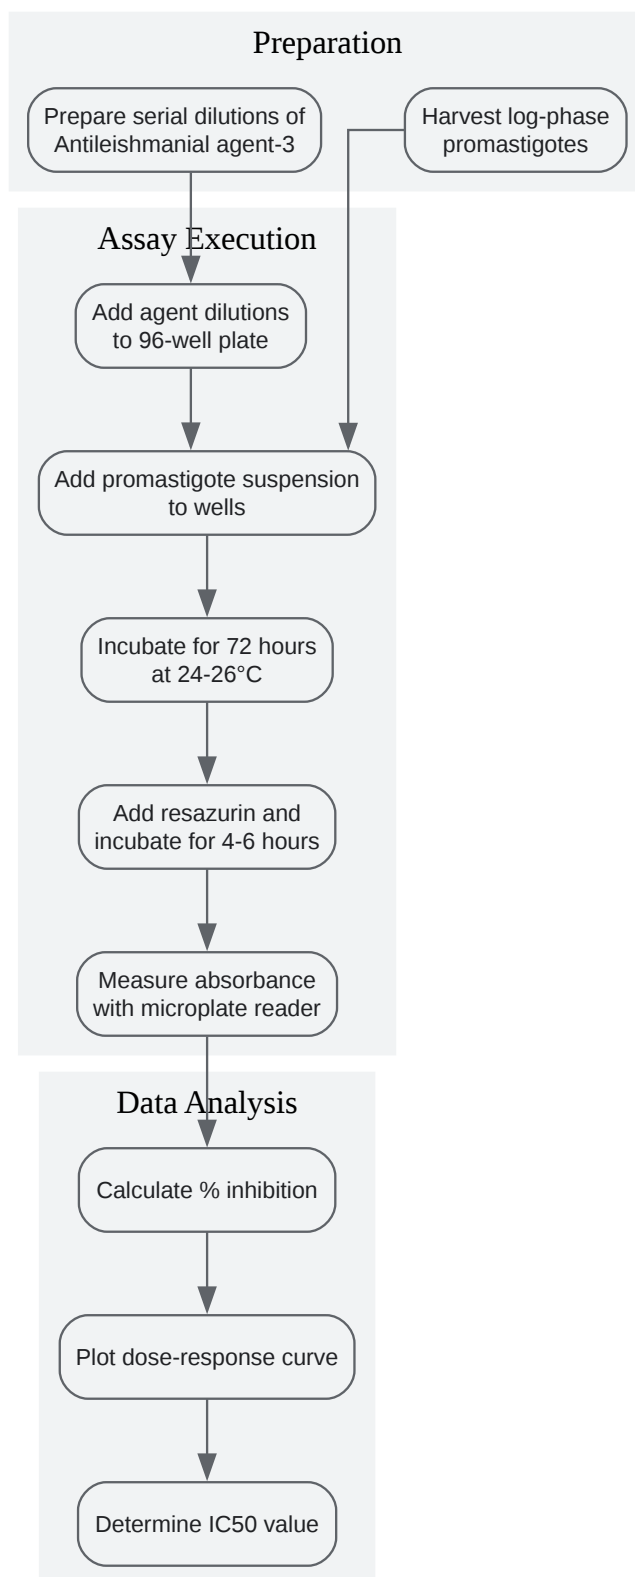 Preparation
Prepare serial dilutions of
Antileishmanial agent-3
Harvest log-phase
promastigotes
Assay Execution
Add agent dilutions
to 96-well plate
Add promastigote suspension
to wells
Incubate for 72 hours
at 24-26°C
Add resazurin and
incubate for 4-6 hours
Measure absorbance
with microplate reader
Data Analysis
Calculate % inhibition
Plot dose-response curve
Determine IC50 value